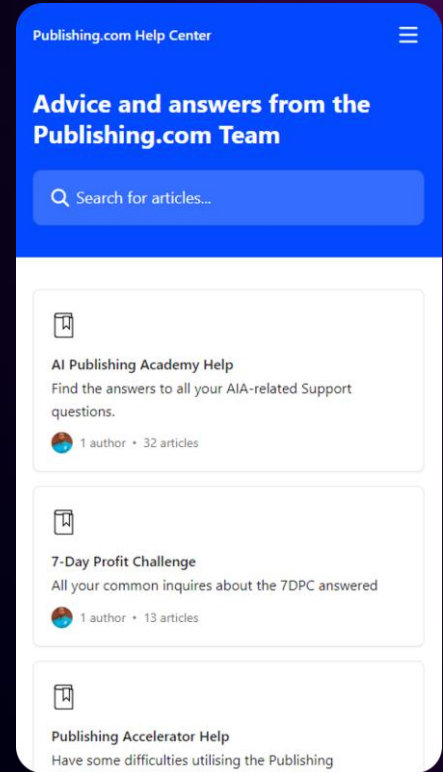 Publishing.com Help Center
Advice and answers from the
Publishing.com Team
Search for articles...
AI Publishing Academy Help
Find the answers to all your AIA-related Support
questions.
1 author • 32 articles
7-Day Profit Challenge
All your common inquires about the 7DPC answered
1 author • 13 articles
Publishing Accelerator Help
Have some difficulties utilising the Publishing